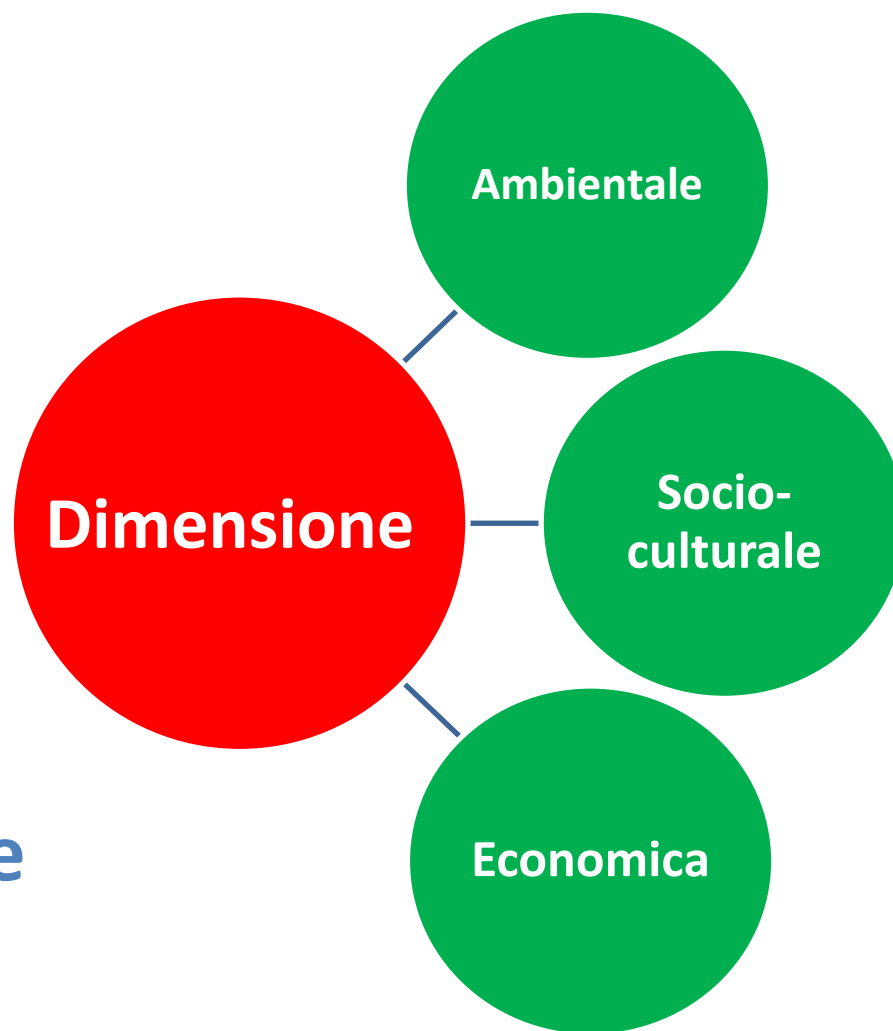 Ambientale
Dimensione
Socio-
culturale
e
Economica